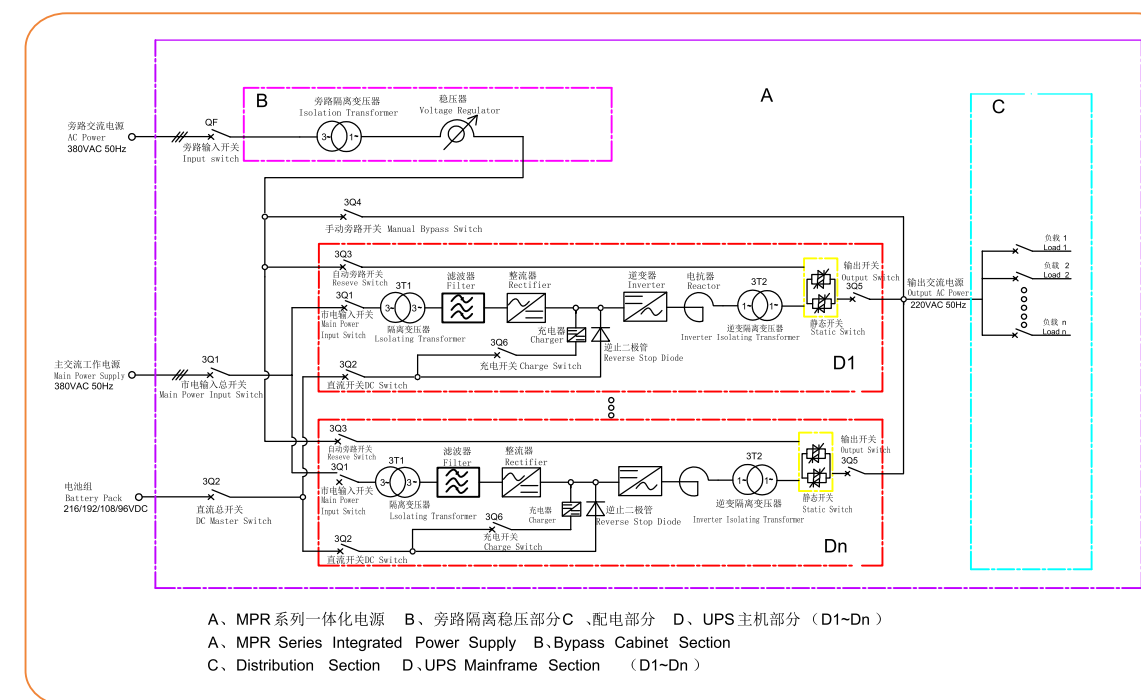 B
A
C
旁路隔离变压器
Isolation Transformer
稳压器
Voltage Regulator
旁路交流电源
AC Power
380VAC 50Hz
QF
旁路输入开关
Input switch
3~
1~
3Q4
手动旁路开关 Manual Bypass Switch
3Q3
自动旁路开关
Reseve Switch
3Q1
市电输入开关
Main Power
Input Switch
3T1
3~
3~
隔离变压器
Lsolating Transformer
滤波器
Filter
整流器
Rectifier
充电器
Charger
逆止二极管
Reverse Stop Diode
逆变器
Inverter
电抗器
Reactor
3T2
1~
1~
逆变隔离变压器
Inverter Isolating Transformer
静态开关
Static Switch
输出开关
Output Switch
3Q5
3Q6
充电开关 Charge Switch
3Q2
直流开关DC Switch
D1
输出交流电源
Output AC Power
220VAC 50Hz
负载 1
Load 1
负载 2
Load 2
负载 n
Load n
主交流工作电源
Main Power Supply
380VAC 50Hz
3Q1
市电输入总开关
Main Power Input Switch
3Q3
自动旁路开关
Reseve Switch
3Q1
市电输入开关
Main Power
Input Switch
3T1
3~
3~
隔离变压器
Lsolating Transformer
滤波器
Filter
整流器
Rectifier
充电器
Charger
逆止二极管
Reverse Stop Diode
3T2
1~
1~
逆变隔离变压器
Inverter Isolating Transformer
静态开关
Static Switch
输出开关
Output Switch
3Q5
3Q6
充电开关
Charge Switch
3Q2
直流开关DC Switch
Dn
电池组
Battery Pack
216/192/108/96VDC
3Q2
直流总开关
DC Master Switch
A、MPR系列一体化电源 B、旁路隔离稳压部分C 、配电部分 D、UPS主机部分（D1~Dn ）
A、MPR Series Integrated Power Supply B、Bypass Cabinet Section
C、Distribution Section D、UPS Mainframe Section （D1~Dn ）